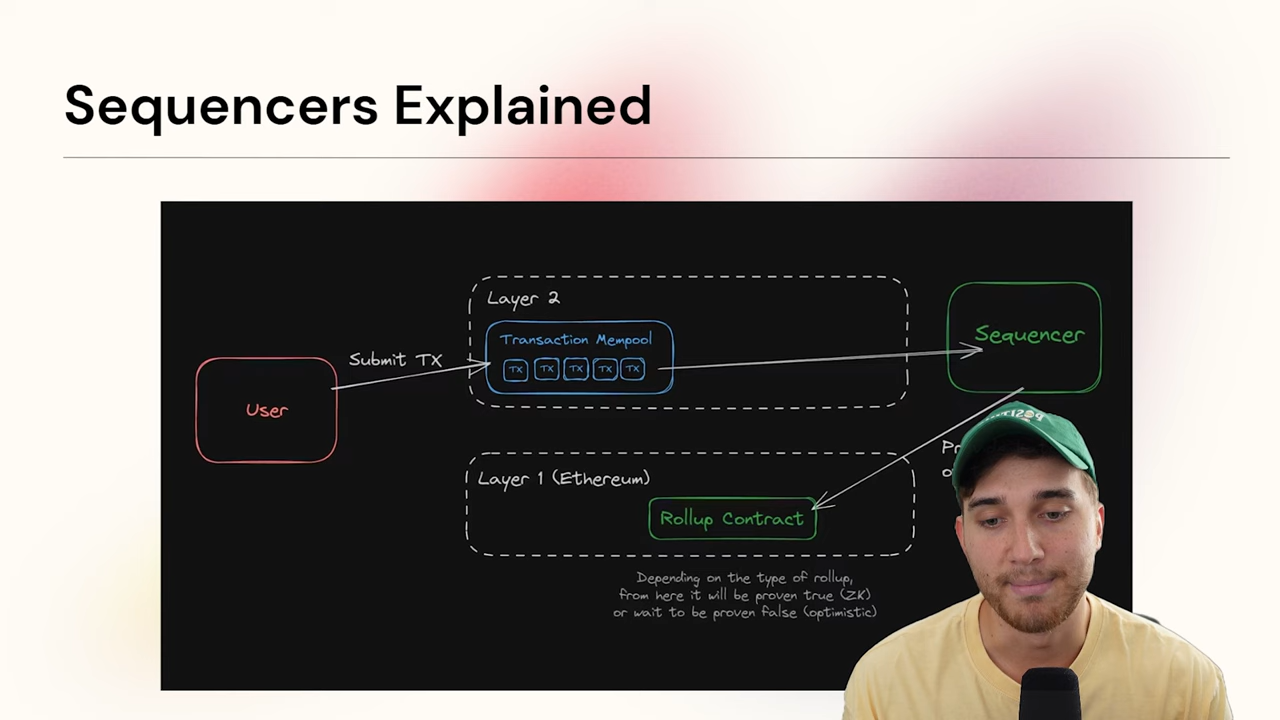 Sequencers Explained
Layer 2
Transaction Mempool
TX TX TX TX TX
Sequencer
Submit TX
User
Layer 1 (Ethereum)
Rollup Contract
Depending on the type of rollup,
from here it will be proven true (ZK)
or wait to be proven false (optimistic)